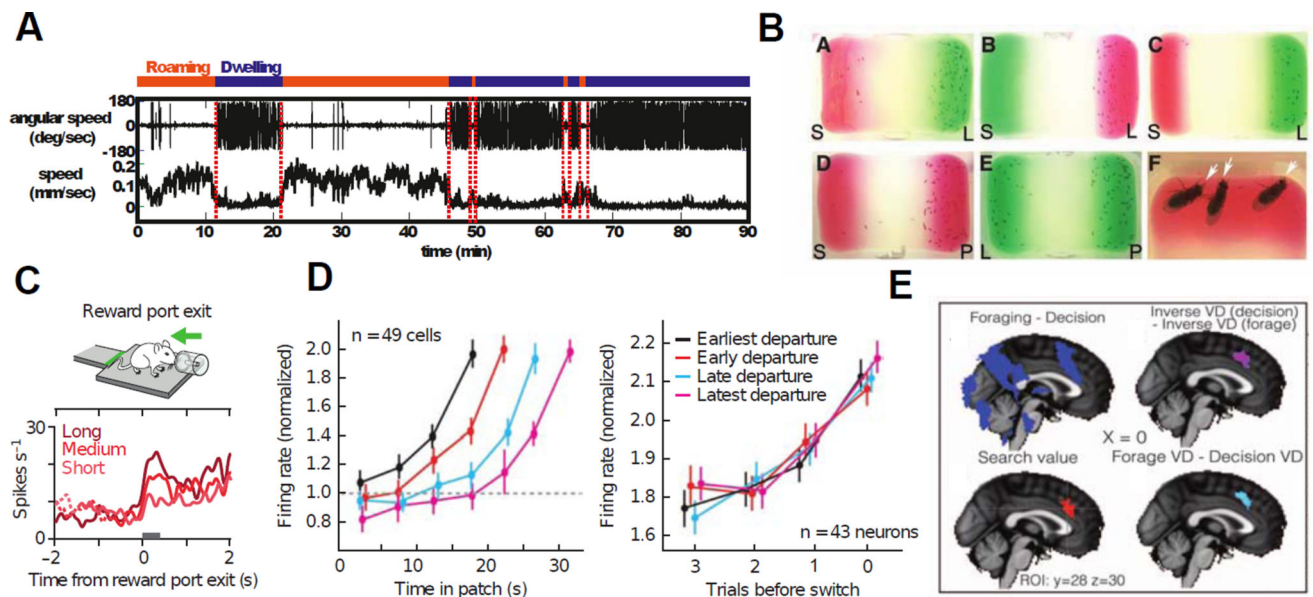 A
Roaming Dwelling
angular speed
(deg/sec)
180
0
-180
speed
(mm/sec)
0.2
0.1
0
0 10 20 30 40 50 60 70 80 90
time (min)
B
A B C
S L S L S L
D E F
S P L P
C
Reward port exit
Long
Medium
Short
Spikes s⁻¹
30
0
–2 0 2
Time from reward port exit (s)
D
n = 49 cells
Firing rate (normalized)
2.0
1.8
1.6
1.4
1.2
1.0
0.8
0 10 20 30
Time in patch (s)
Earliest departure
Early departure
Late departure
Latest departure
Firing rate (normalized)
2.2
2.1
2.0
1.9
1.8
1.7
1.6
n = 43 neurons
3 2 1 0
Trials before switch
E
Foraging - Decision
Inverse VD (decision)
- Inverse VD (forage)
X = 0
Search value
Forage VD - Decision VD
ROI: y=28 z=30